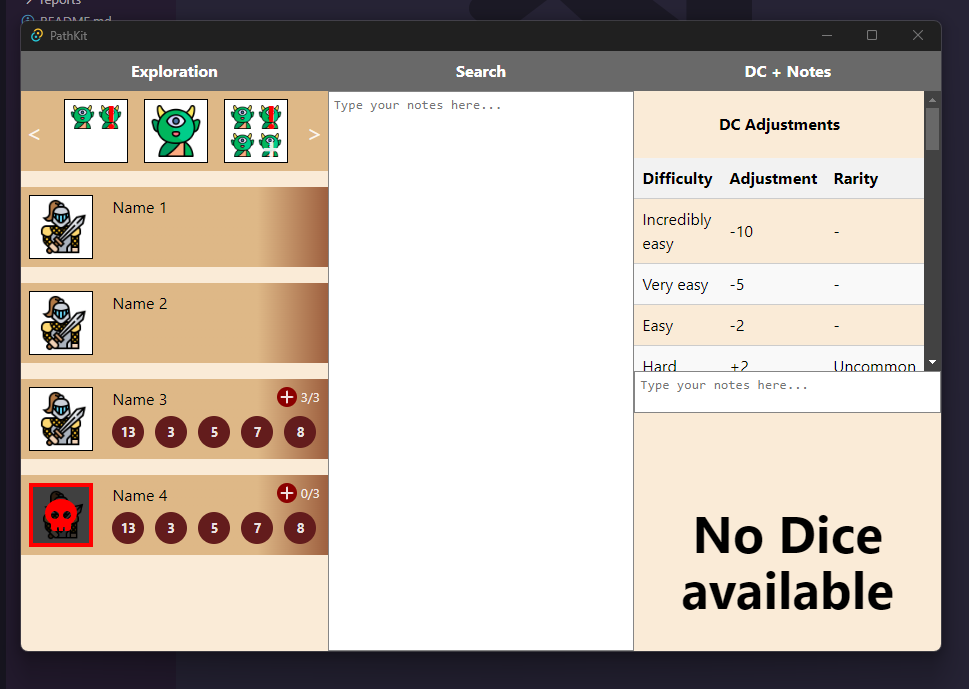 reports
README.md
PathKit
Exploration
Search
DC + Notes
<
>
Name 1
Name 2
Name 3
3/3
13 3 5 7 8
Name 4
0/3
13 3 5 7 8
Type your notes here...
DC Adjustments
Difficulty Adjustment Rarity
Incredibly
easy
-10 -
Very easy -5 -
Easy -2 -
Hard +2 Uncommon
Type your notes here...
No Dice
available